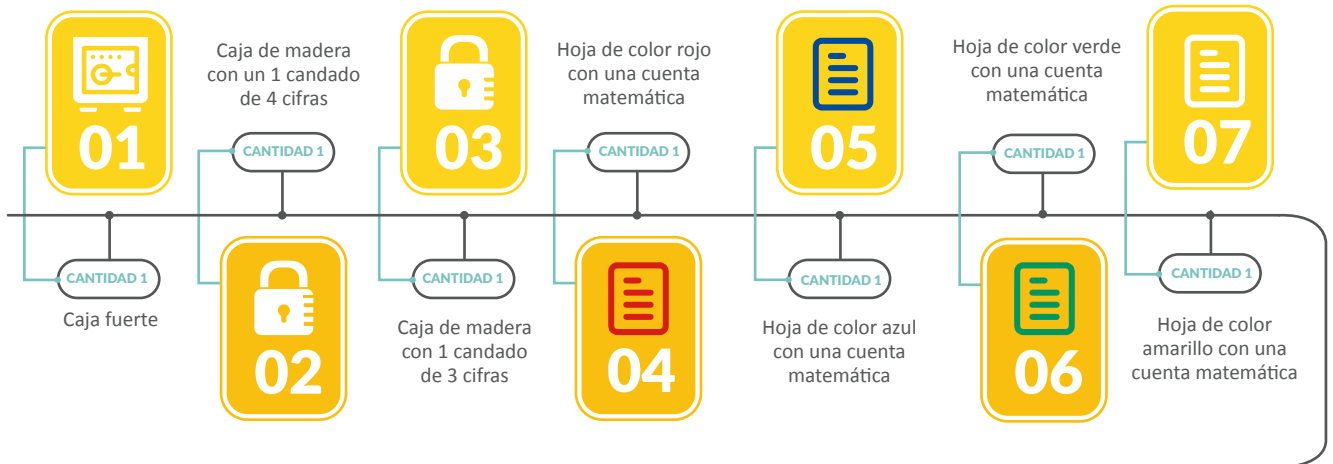 01
CANTIDAD 1
Caja fuerte
Caja de madera
con un 1 candado
de 4 cifras
CANTIDAD 1
02
03
CANTIDAD 1
Caja de madera
con 1 candado
de 3 cifras
Hoja de color rojo
con una cuenta
matemática
CANTIDAD 1
04
05
CANTIDAD 1
Hoja de color azul
con una cuenta
matemática
Hoja de color verde
con una cuenta
matemática
CANTIDAD 1
06
07
CANTIDAD 1
Hoja de color
amarillo con una
cuenta matemática